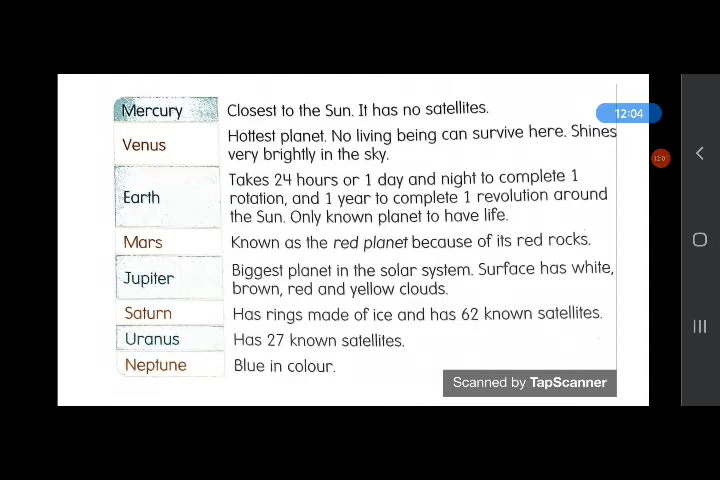 Mercury Closest to the Sun. It has no satellites.
12:04
Venus Hottest planet. No living being can survive here. Shines
very brightly in the sky.
12:0
Earth Takes 24 hours or 1 day and night to complete 1
rotation, and 1 year to complete 1 revolution around
the Sun. Only known planet to have life.
Mars Known as the red planet because of its red rocks.
Jupiter Biggest planet in the solar system. Surface has white,
brown, red and yellow clouds.
Saturn Has rings made of ice and has 62 known satellites.
Uranus Has 27 known satellites.
Neptune Blue in colour.
Scanned by TapScanner